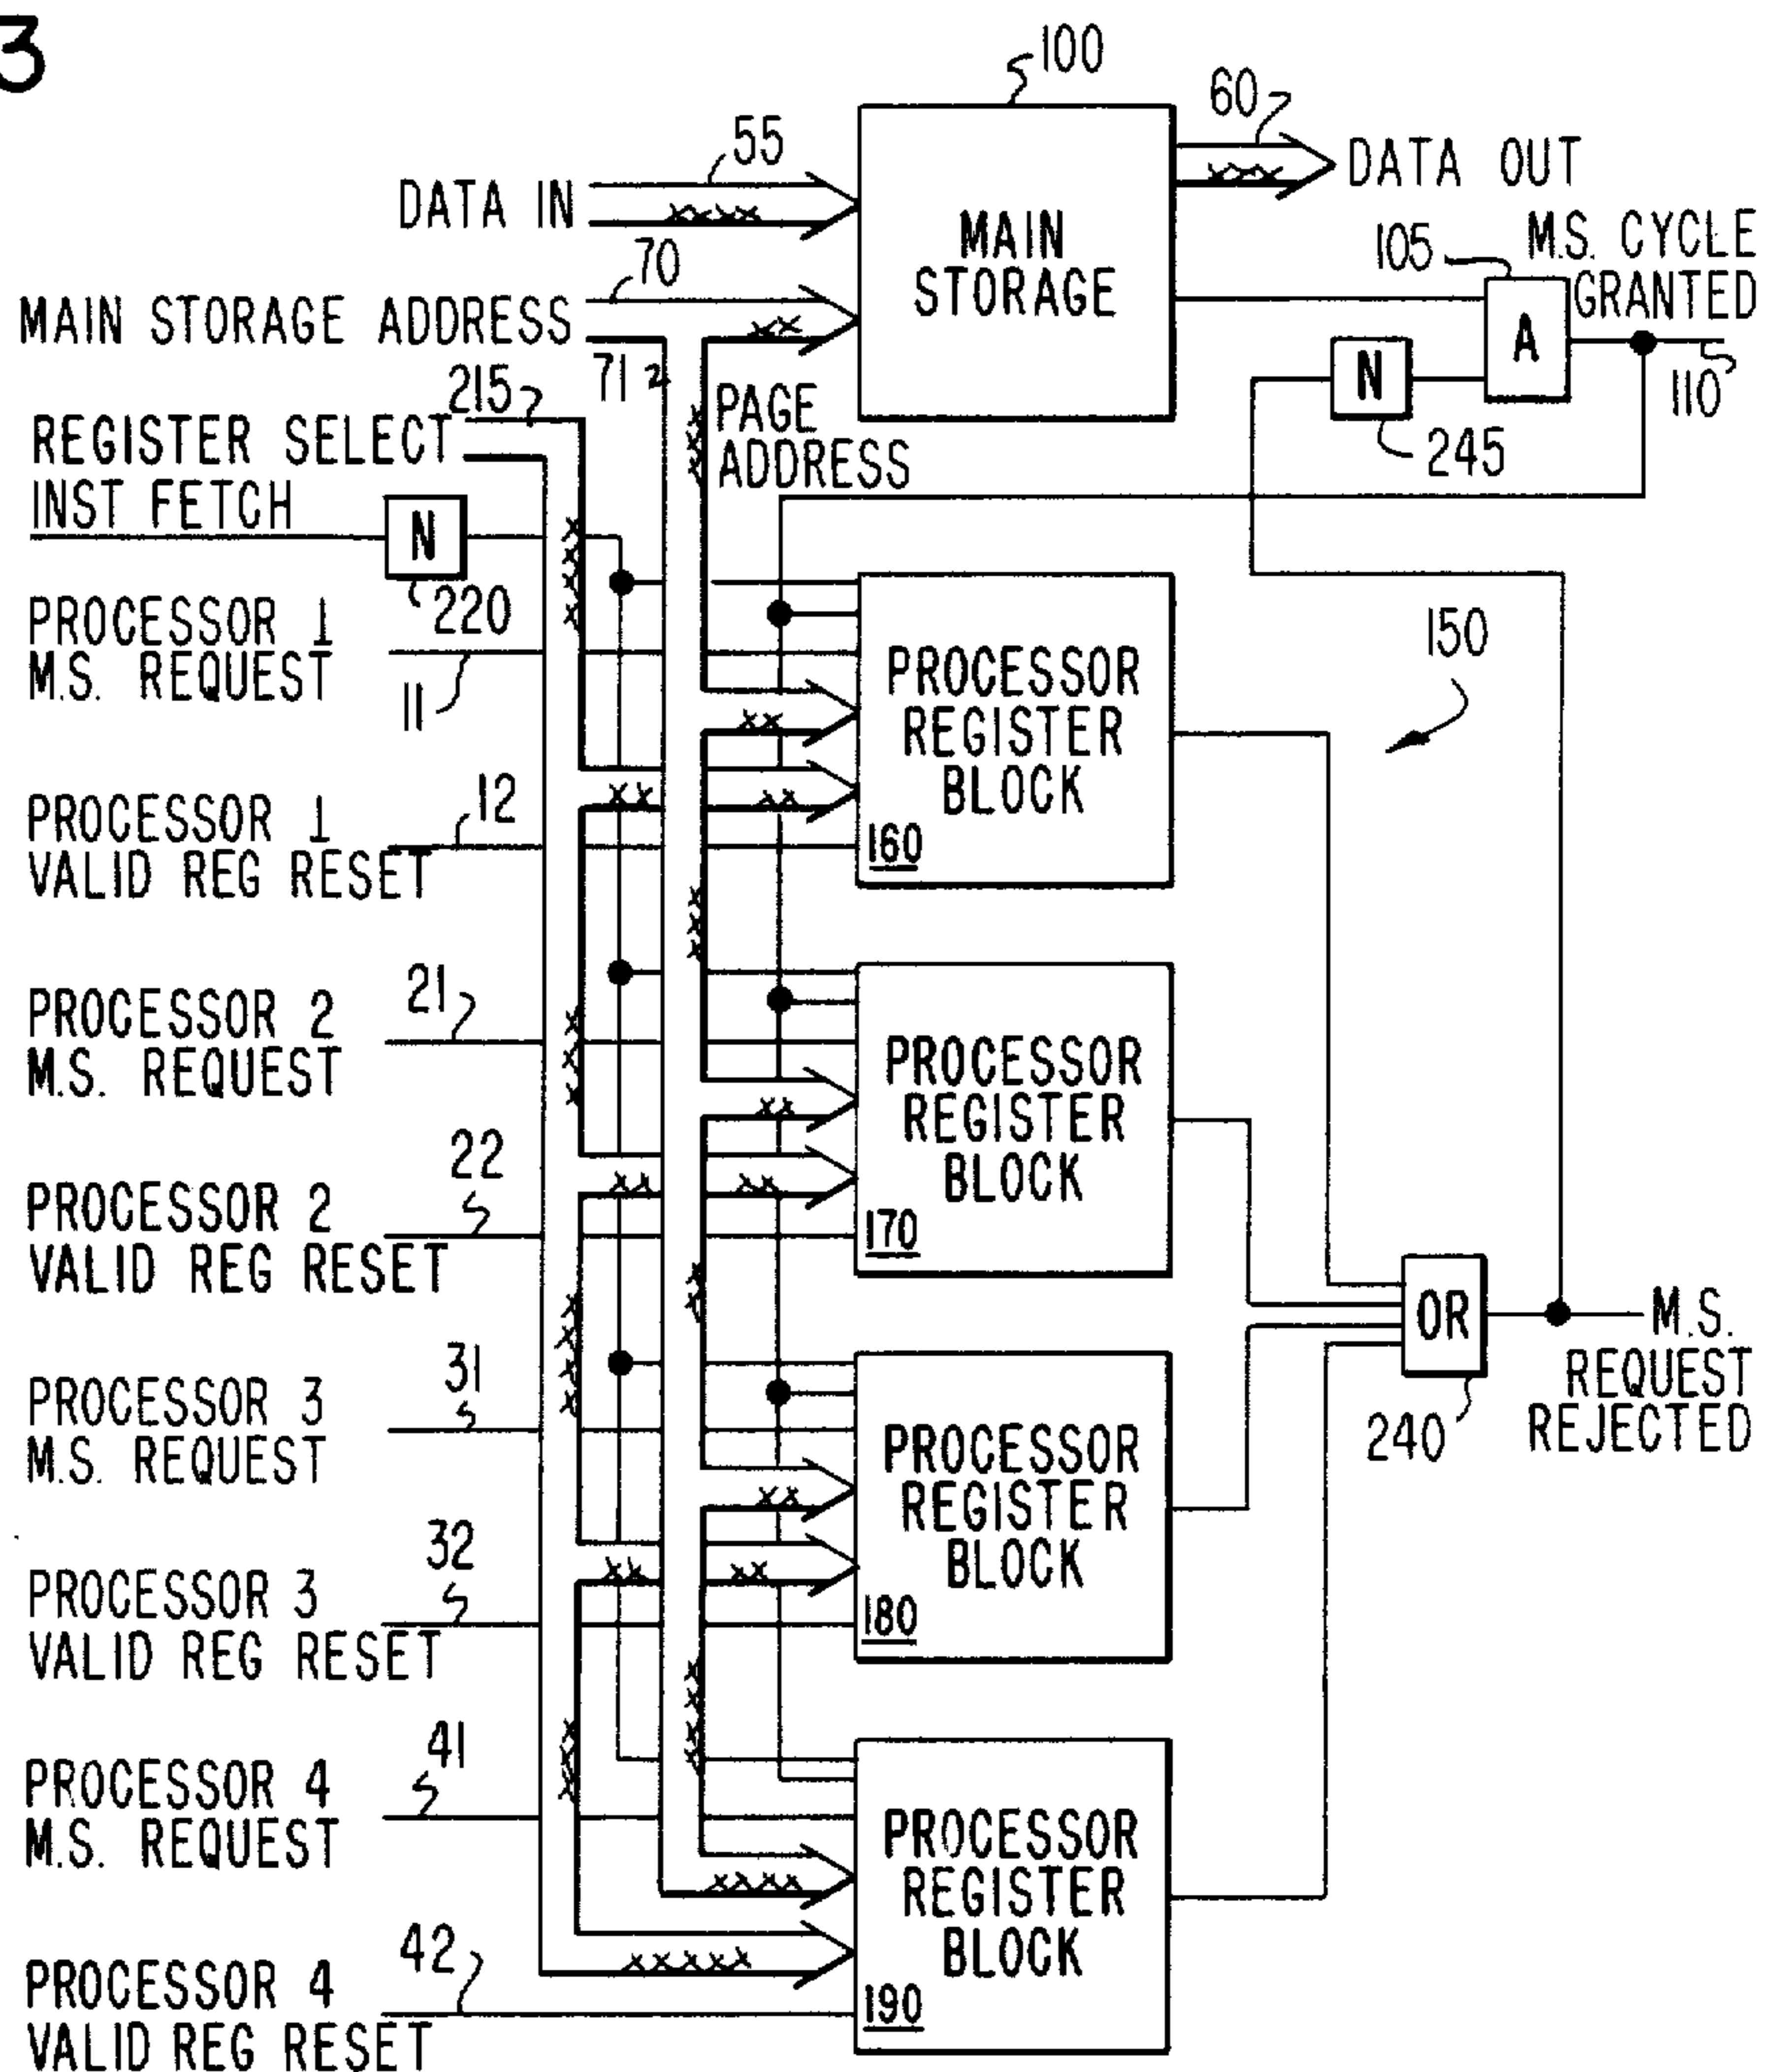 3
100
60
55
DATA IN
DATA OUT
MAIN
STORAGE
70
105
M.S. CYCLE
GRANTED
MAIN STORAGE ADDRESS
A
71
N
110
215
PAGE
ADDRESS
245
REGISTER SELECT
INST FETCH
N
220
PROCESSOR 1
M.S. REQUEST
11
PROCESSOR
REGISTER
BLOCK
160
150
PROCESSOR 1
VALID REG RESET
12
PROCESSOR 2
M.S. REQUEST
21
PROCESSOR
REGISTER
BLOCK
170
PROCESSOR 2
VALID REG RESET
22
OR
240
M.S.
REQUEST
REJECTED
PROCESSOR 3
M.S. REQUEST
31
PROCESSOR
REGISTER
BLOCK
180
PROCESSOR 3
VALID REG RESET
32
PROCESSOR 4
M.S. REQUEST
41
PROCESSOR
REGISTER
BLOCK
190
PROCESSOR 4
VALID REG RESET
42